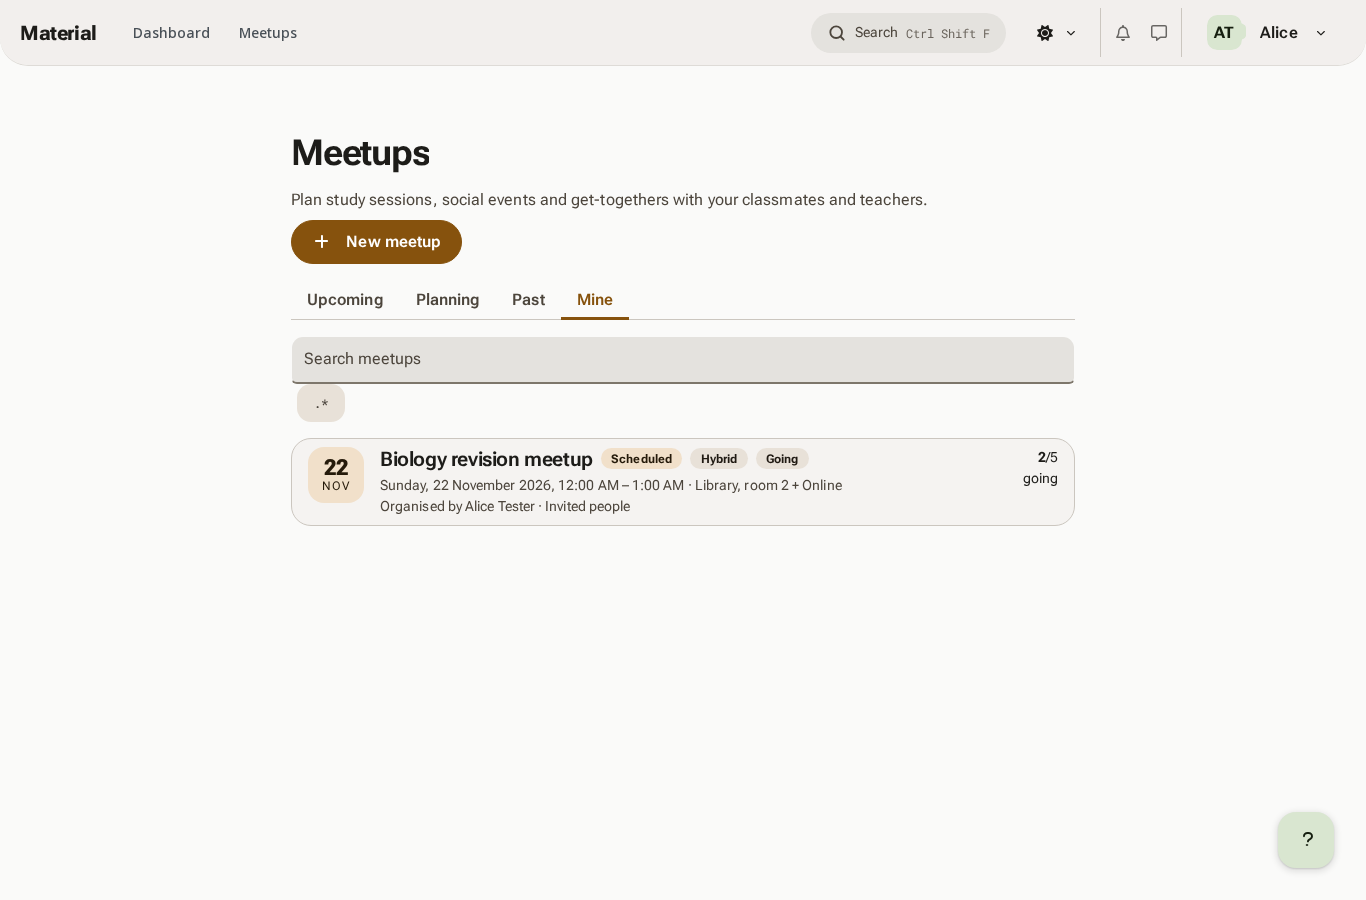 Material Dashboard Meetups Search Ctrl Shift F AT Alice
Meetups
Plan study sessions, social events and get-togethers with your classmates and teachers.
New meetup
Upcoming Planning Past Mine
Search meetups
.*
22
NOV
Biology revision meetup Scheduled Hybrid Going
Sunday, 22 November 2026, 12:00 AM – 1:00 AM · Library, room 2 + Online
Organised by Alice Tester · Invited people
2/5
going
?